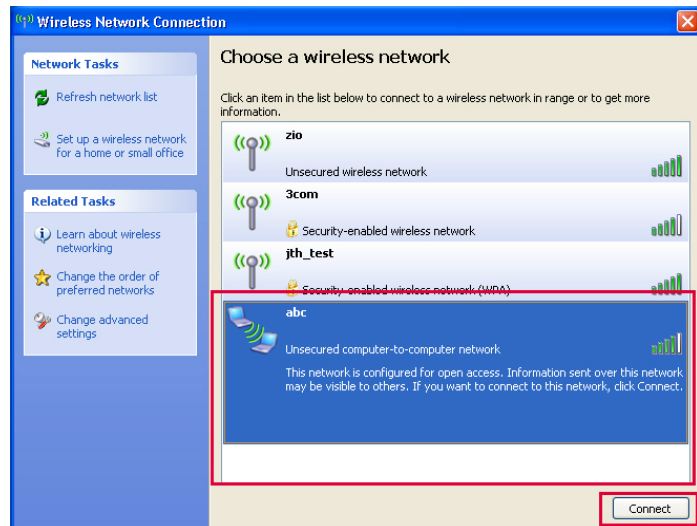 Wireless Network Connection
Network Tasks
Refresh network list
Set up a wireless network
for a home or small office
Related Tasks
Learn about wireless
networking
Change the order of
preferred networks
Change advanced
settings
Choose a wireless network
Click an item in the list below to connect to a wireless network in range or to get more
information.
zio
Unsecured wireless network
3com
Security-enabled wireless network
jth_test
Security-enabled wireless network (WPA)
abc
Unsecured computer-to-computer network
This network is configured for open access. Information sent over this network
may be visible to others. If you want to connect to this network, click Connect.
Connect